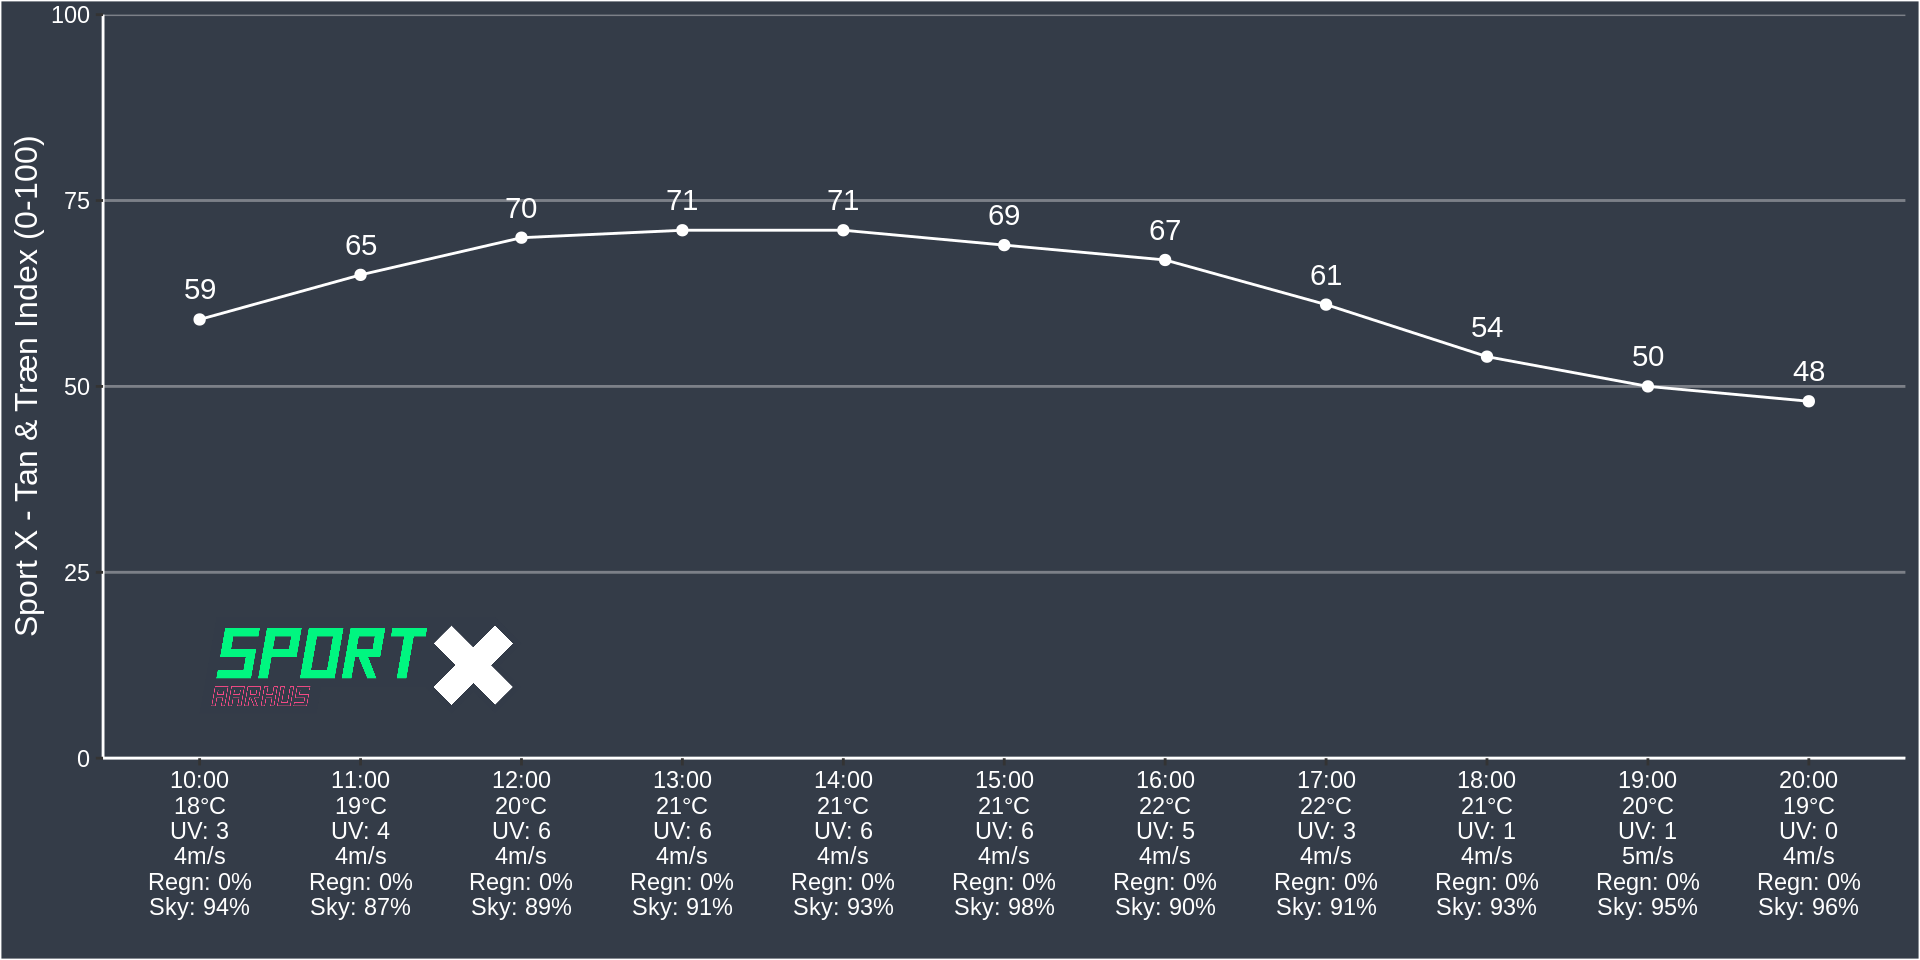 Sport X - Tan & Træn Index (0-100)
100
75
50
25
0
59
65
70
71
71
69
67
61
54
50
48
SPORT X
AARHUS
10:00
18°C
UV: 3
4m/s
Regn: 0%
Sky: 94%
11:00
19°C
UV: 4
4m/s
Regn: 0%
Sky: 87%
12:00
20°C
UV: 6
4m/s
Regn: 0%
Sky: 89%
13:00
21°C
UV: 6
4m/s
Regn: 0%
Sky: 91%
14:00
21°C
UV: 6
4m/s
Regn: 0%
Sky: 93%
15:00
21°C
UV: 6
4m/s
Regn: 0%
Sky: 98%
16:00
22°C
UV: 5
4m/s
Regn: 0%
Sky: 90%
17:00
22°C
UV: 3
4m/s
Regn: 0%
Sky: 91%
18:00
21°C
UV: 1
4m/s
Regn: 0%
Sky: 93%
19:00
20°C
UV: 1
5m/s
Regn: 0%
Sky: 95%
20:00
19°C
UV: 0
4m/s
Regn: 0%
Sky: 96%